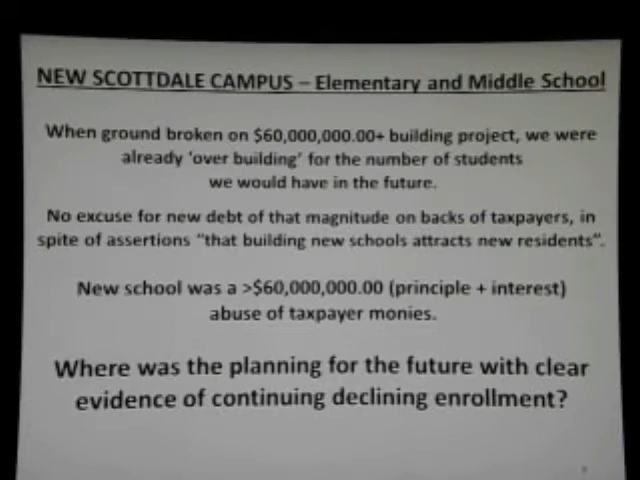 NEW SCOTTDALE CAMPUS – Elementary and Middle School
When ground broken on $60,000,000.00+ building project, we were
already 'over building' for the number of students
we would have in the future.
No excuse for new debt of that magnitude on backs of taxpayers, in
spite of assertions "that building new schools attracts new residents".
New school was a >$60,000,000.00 (principle + interest)
abuse of taxpayer monies.
Where was the planning for the future with clear
evidence of continuing declining enrollment?